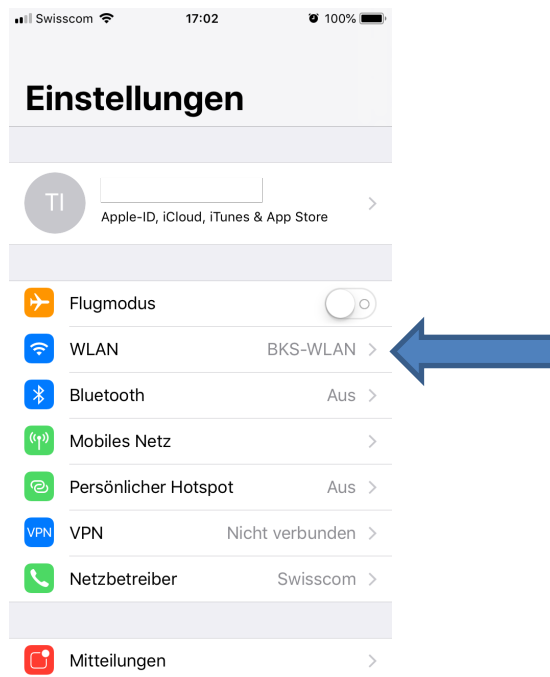 Swisscom 17:02 100%
Einstellungen
TI
Apple-ID, iCloud, iTunes & App Store
Flugmodus
WLAN BKS-WLAN
Bluetooth Aus
Mobiles Netz
Persönlicher Hotspot Aus
VPN VPN Nicht verbunden
Netzbetreiber Swisscom
Mitteilungen